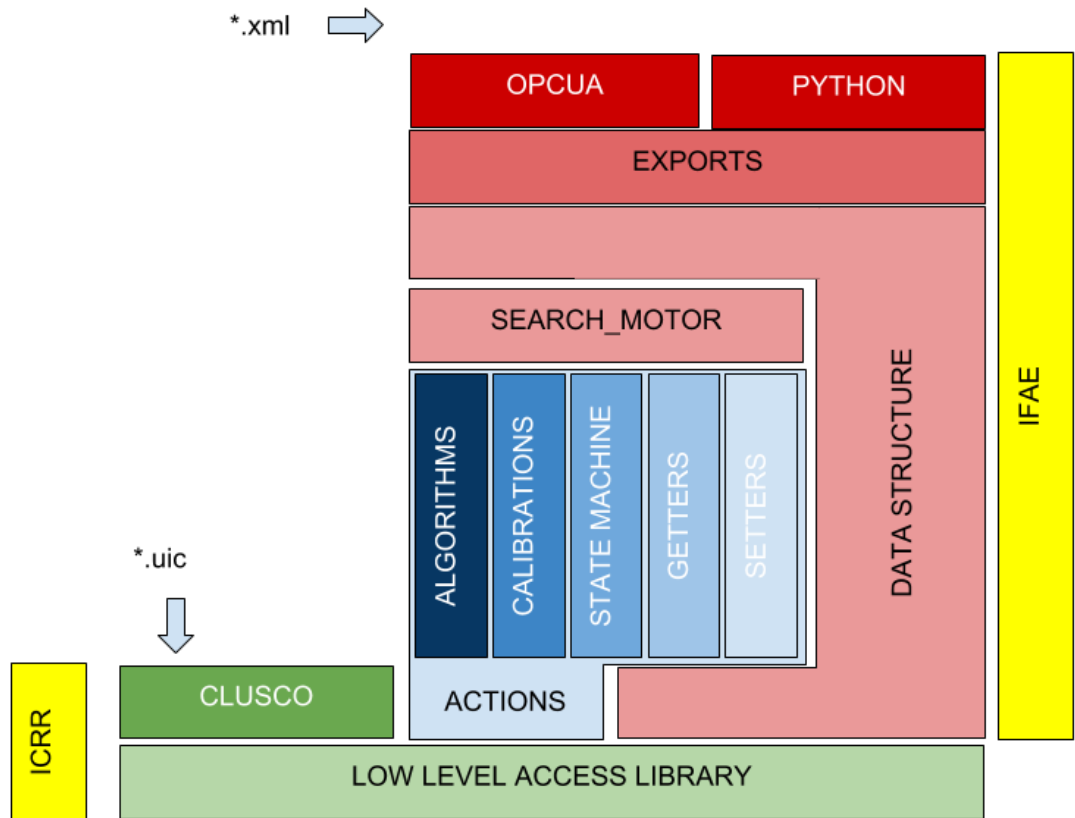 *.xml
OPCUA
PYTHON
EXPORTS
SEARCH_MOTOR
ALGORITHMS
CALIBRATIONS
STATE MACHINE
GETTERS
SETTERS
DATA STRUCTURE
IFAE
*.uic
CLUSCO
ACTIONS
ICRR
LOW LEVEL ACCESS LIBRARY